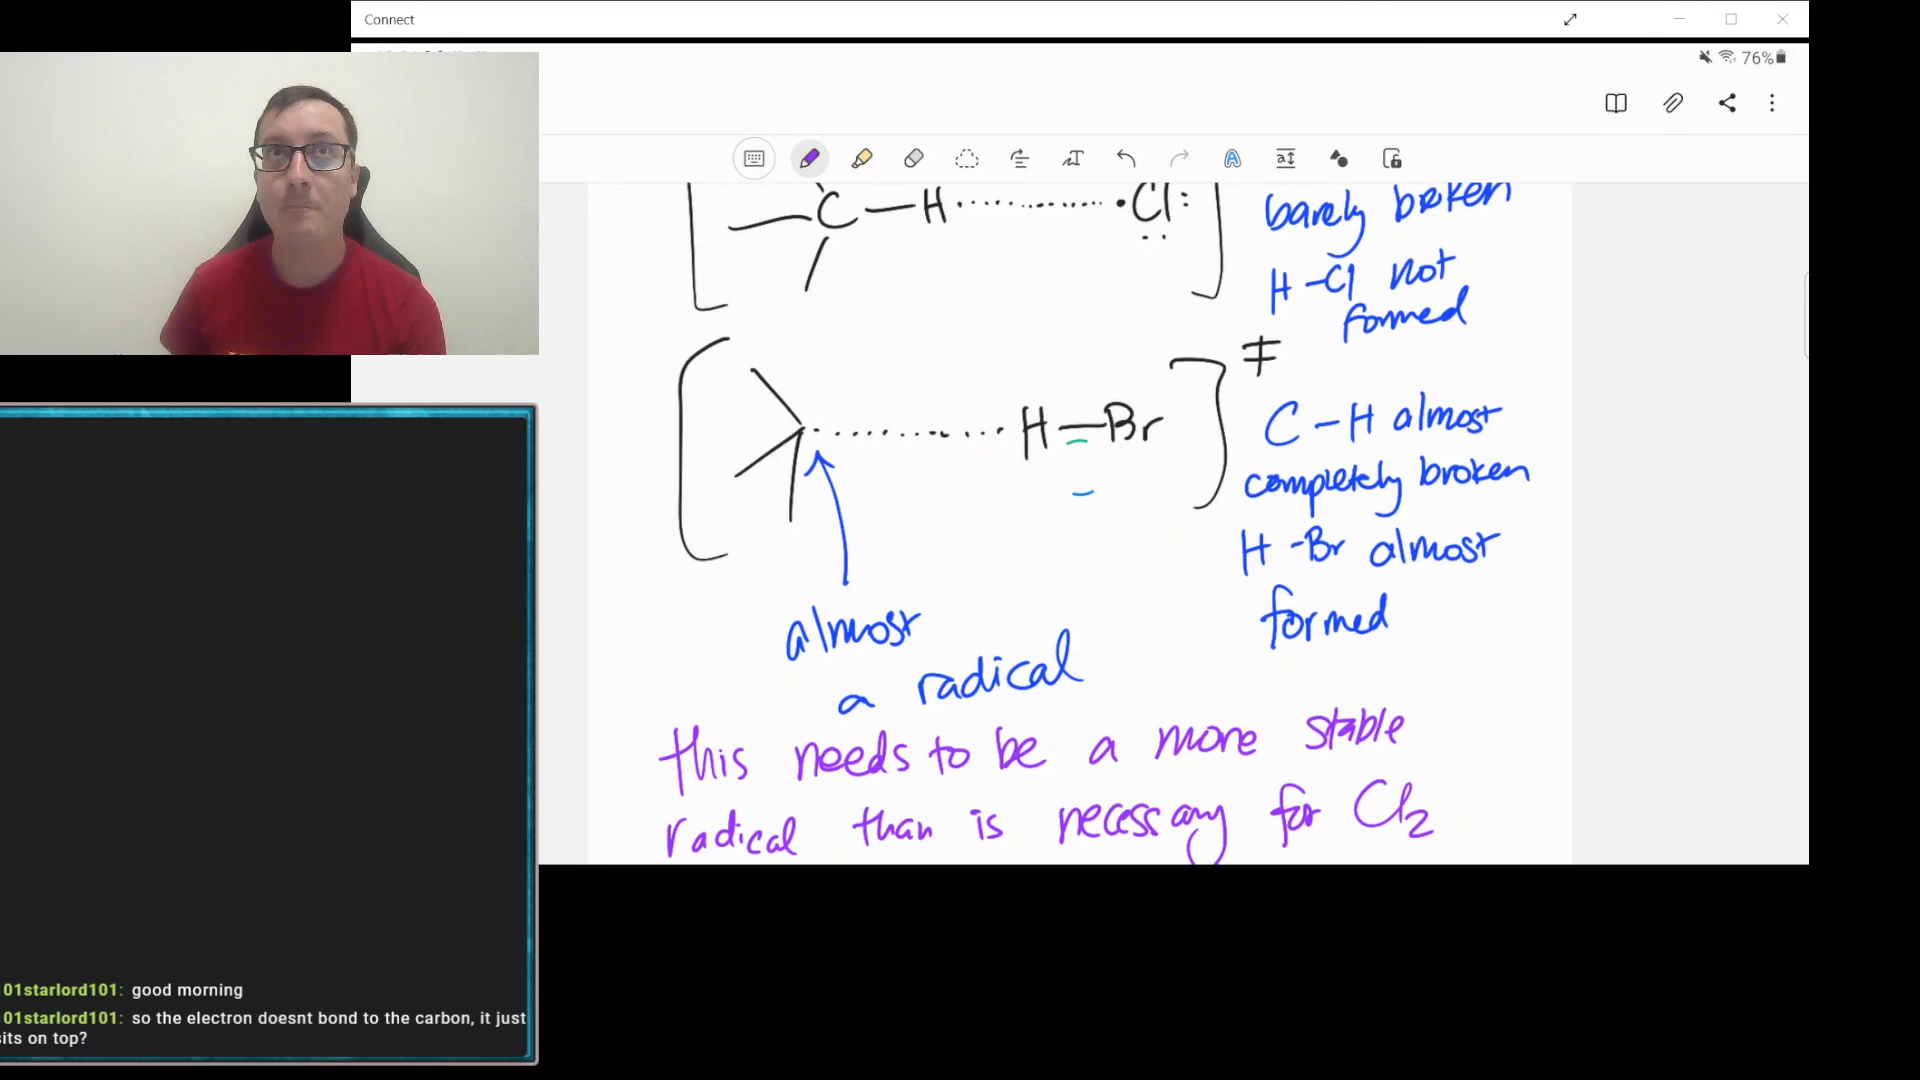 Connect
76%
C — H ........... •Cl:
barely broken
H-Cl not
formed
‡
.......... H — Br
C-H almost
completely broken
H-Br almost
formed
almost
a radical
this needs to be a more stable
radical than is necessary for Cl2
01starlord101: good morning
01starlord101: so the electron doesnt bond to the carbon, it just
sits on top?